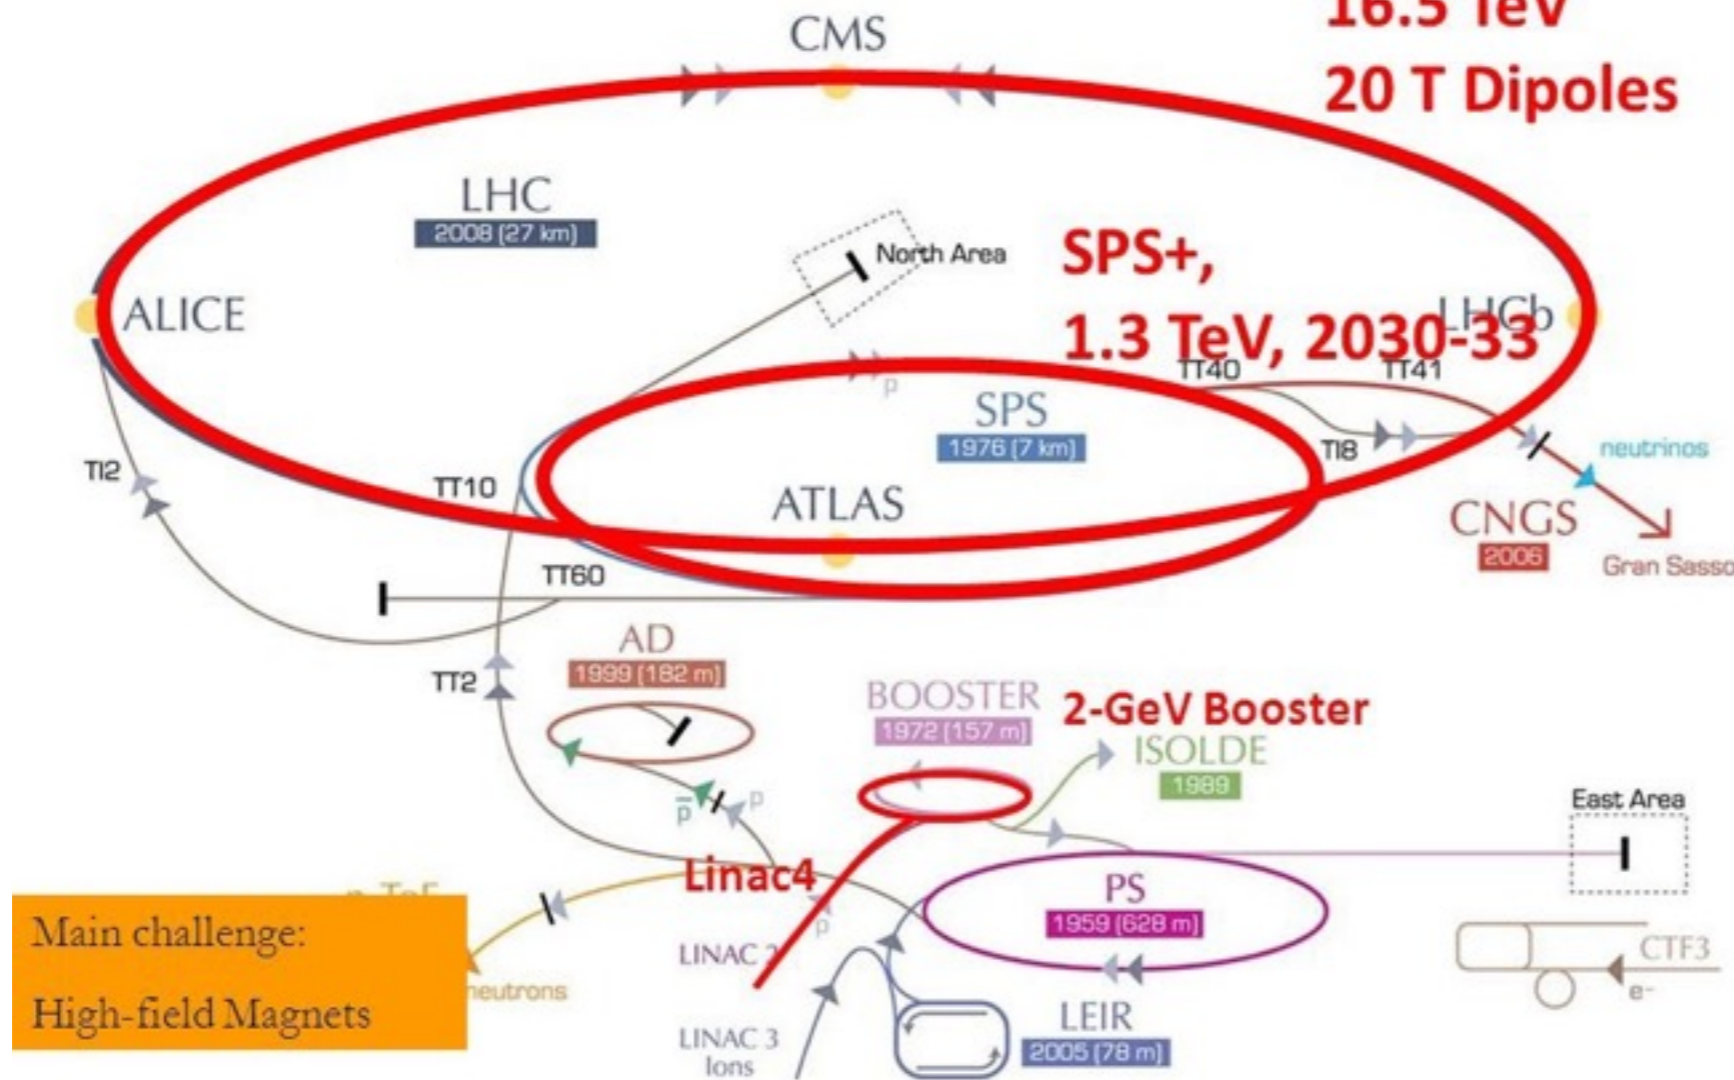 16.5 TeV
CMS
20 T Dipoles
LHC
2008 (27 km)
North Area
SPS+,
ALICE
LHCb
1.3 TeV, 2030-33
TT40
TT41
p
SPS
1976 (7 km)
TI2
TT10
TI8
neutrinos
ATLAS
CNGS
2006
Gran Sasso
TT60
AD
1999 (182 m)
TT2
BOOSTER
2-GeV Booster
1972 (157 m)
ISOLDE
1989
p̅
p
East Area
Linac4
PS
1959 (628 m)
p
Main challenge:
LINAC 2
CTF3
neutrons
e-
High-field Magnets
LEIR
LINAC 3
Ions
2005 (78 m)